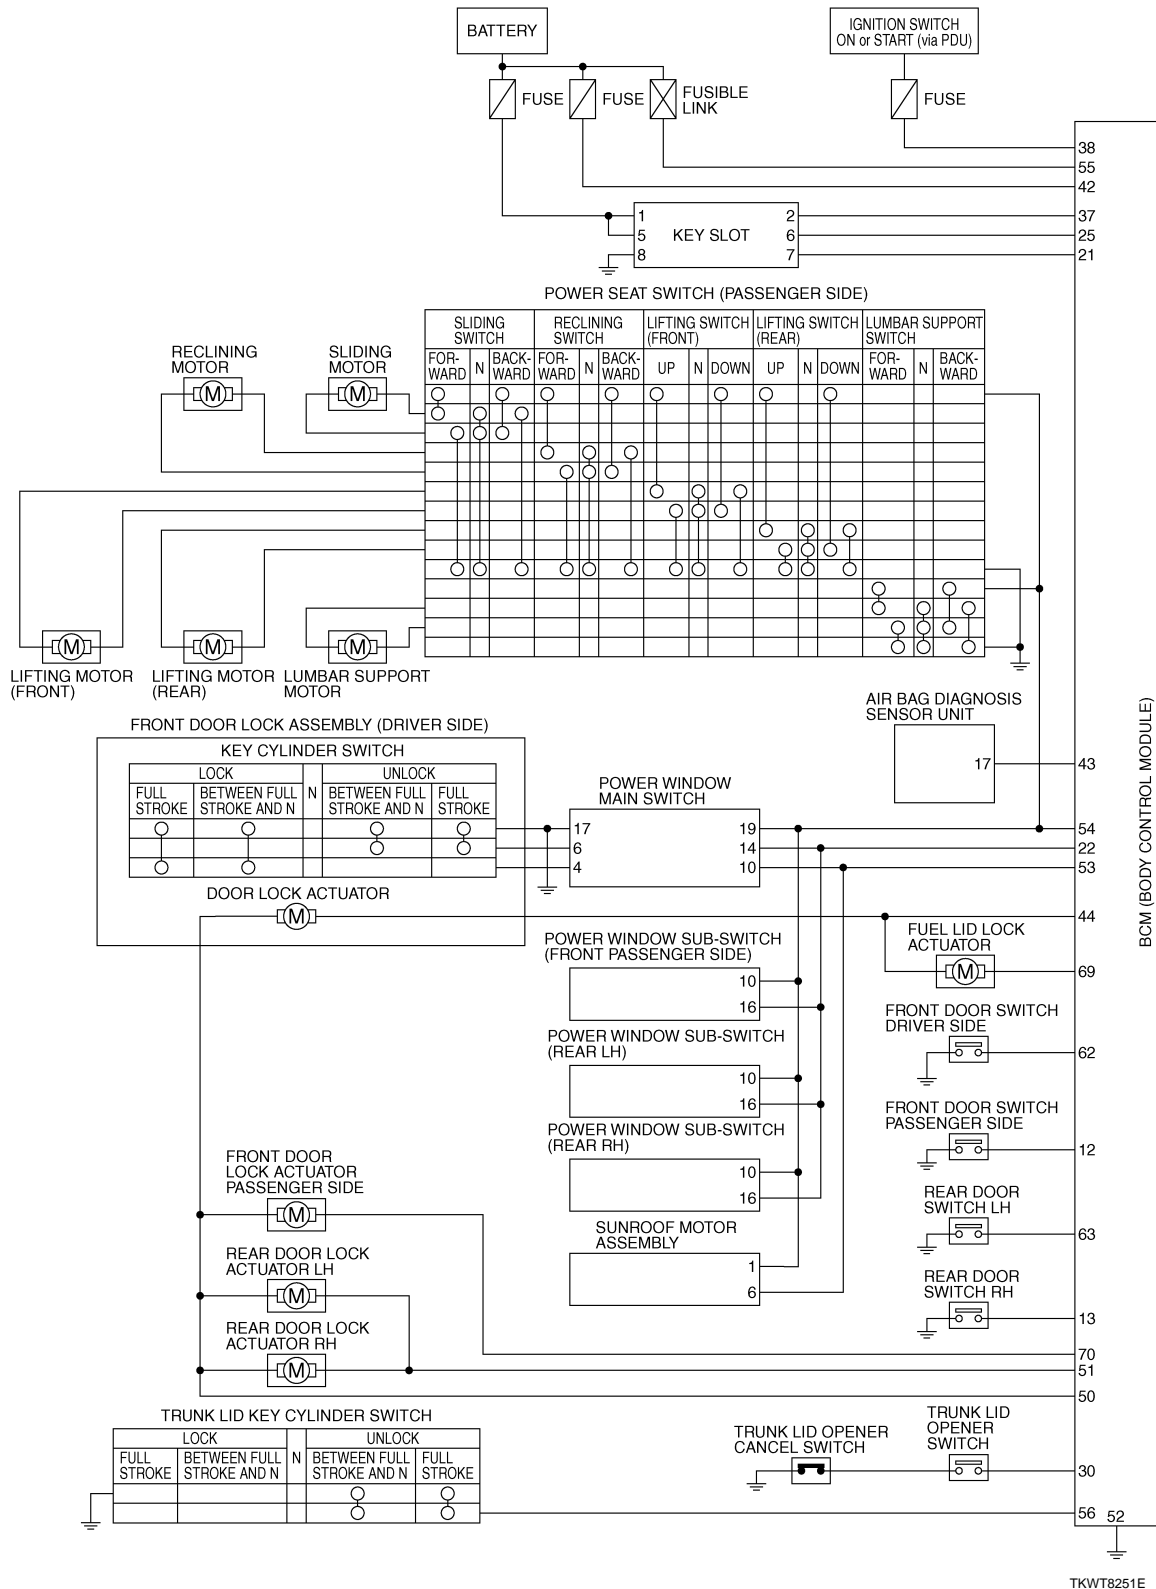 BATTERY
IGNITION SWITCH
ON or START (via PDU)
FUSE
FUSE
FUSIBLE
LINK
FUSE
38
55
42
1
2
37
5
KEY SLOT
6
25
8
7
21
POWER SEAT SWITCH (PASSENGER SIDE)
SLIDING
SWITCH
RECLINING
SWITCH
LIFTING SWITCH
(FRONT)
LIFTING SWITCH
(REAR)
LUMBAR SUPPORT
SWITCH
FOR-
WARD
N
BACK-
WARD
FOR-
WARD
N
BACK-
WARD
UP
N
DOWN
UP
N
DOWN
FOR-
WARD
N
BACK-
WARD
RECLINING
MOTOR
M
SLIDING
MOTOR
M
M
LIFTING MOTOR
(FRONT)
M
LIFTING MOTOR
(REAR)
M
LUMBAR SUPPORT
MOTOR
AIR BAG DIAGNOSIS
SENSOR UNIT
17
43
FRONT DOOR LOCK ASSEMBLY (DRIVER SIDE)
KEY CYLINDER SWITCH
LOCK
N
UNLOCK
FULL
STROKE
BETWEEN FULL
STROKE AND N
BETWEEN FULL
STROKE AND N
FULL
STROKE
POWER WINDOW
MAIN SWITCH
17
19
54
6
14
22
4
10
53
DOOR LOCK ACTUATOR
M
44
FUEL LID LOCK
ACTUATOR
M
69
POWER WINDOW SUB-SWITCH
(FRONT PASSENGER SIDE)
10
16
FRONT DOOR SWITCH
DRIVER SIDE
62
POWER WINDOW SUB-SWITCH
(REAR LH)
10
16
FRONT DOOR SWITCH
PASSENGER SIDE
12
POWER WINDOW SUB-SWITCH
(REAR RH)
10
16
FRONT DOOR
LOCK ACTUATOR
PASSENGER SIDE
M
REAR DOOR
SWITCH LH
63
SUNROOF MOTOR
ASSEMBLY
1
6
REAR DOOR LOCK
ACTUATOR LH
M
REAR DOOR
SWITCH RH
13
REAR DOOR LOCK
ACTUATOR RH
M
70
51
50
BCM (BODY CONTROL MODULE)
TRUNK LID KEY CYLINDER SWITCH
LOCK
N
UNLOCK
FULL
STROKE
BETWEEN FULL
STROKE AND N
BETWEEN FULL
STROKE AND N
FULL
STROKE
TRUNK LID OPENER
CANCEL SWITCH
TRUNK LID
OPENER
SWITCH
30
56
52
TKWT8251E